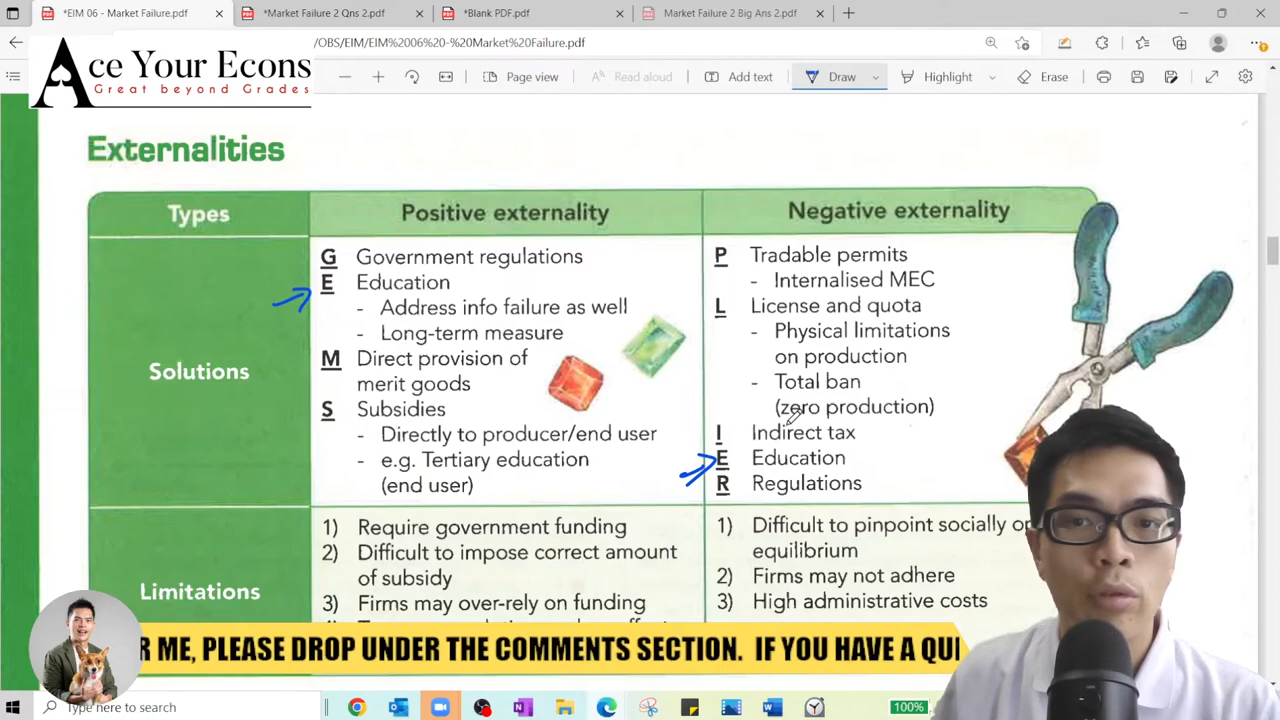 *EIM 06 - Market Failure.pdf
*Market Failure 2 Qns 2.pdf
*Blank PDF.pdf
Market Failure 2 Big Ans 2.pdf
/OBS/EIM/EIM%2006%20-%20Market%20Failure.pdf
Ace Your Econs
Great beyond Grades
Page view
Read aloud
Add text
Draw
Highlight
Erase
Externalities
Types
Positive externality
Negative externality
Solutions
G Government regulations
E Education
- Address info failure as well
- Long-term measure
M Direct provision of
merit goods
S Subsidies
- Directly to producer/end user
- e.g. Tertiary education
(end user)
P Tradable permits
- Internalised MEC
L License and quota
- Physical limitations
on production
- Total ban
(zero production)
I Indirect tax
E Education
R Regulations
Limitations
1) Require government funding
2) Difficult to impose correct amount
of subsidy
3) Firms may over-rely on funding
1) Difficult to pinpoint socially
equilibrium
2) Firms may not adhere
3) High administrative costs
R ME, PLEASE DROP UNDER THE COMMENTS SECTION. IF YOU HAVE A QU
Type here to search
100%